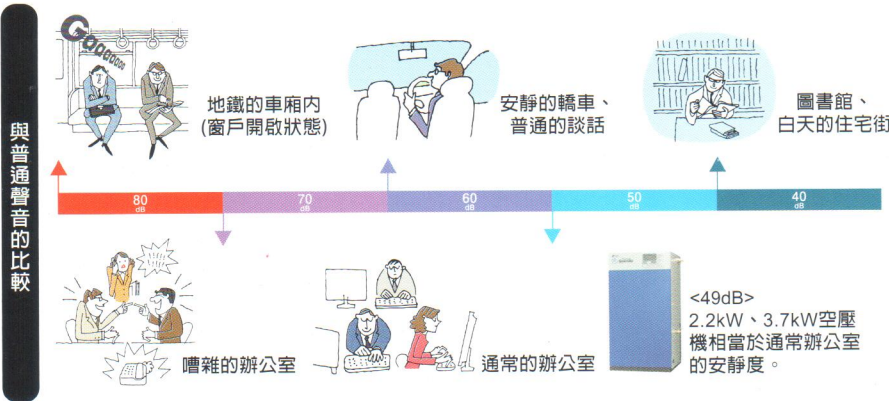 與普通聲音的比較
Gaaaaaaa
地鐵的車廂内
(窗戶開啟狀態)
安靜的轎車、
普通的談話
圖書館、
白天的住宅街
80
dB
70
dB
60
dB
50
dB
40
dB
嘈雜的辦公室
通常的辦公室
<49dB>
2.2kW、3.7kW空壓
機相當於通常辦公室
的安靜度。